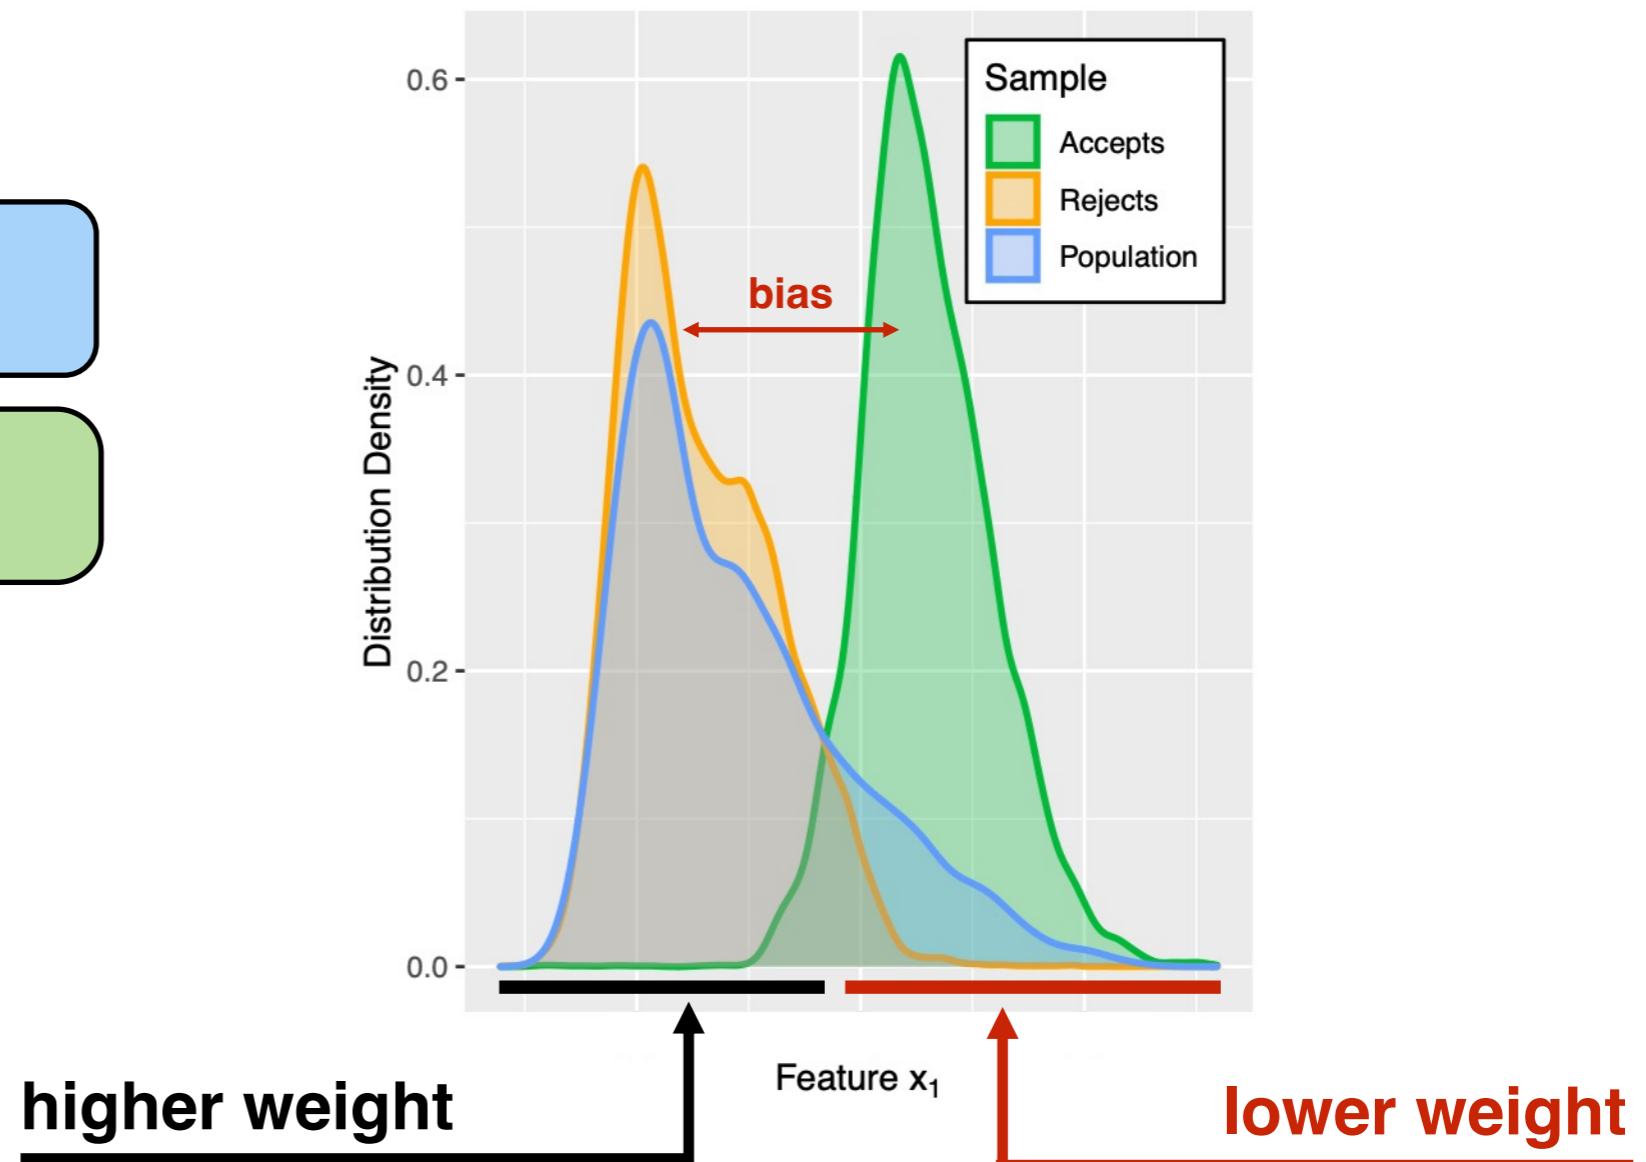 Sample
Accepts
Rejects
Population
bias
Distribution Density
0.6
0.4
0.2
0.0
Feature x₁
higher weight
lower weight